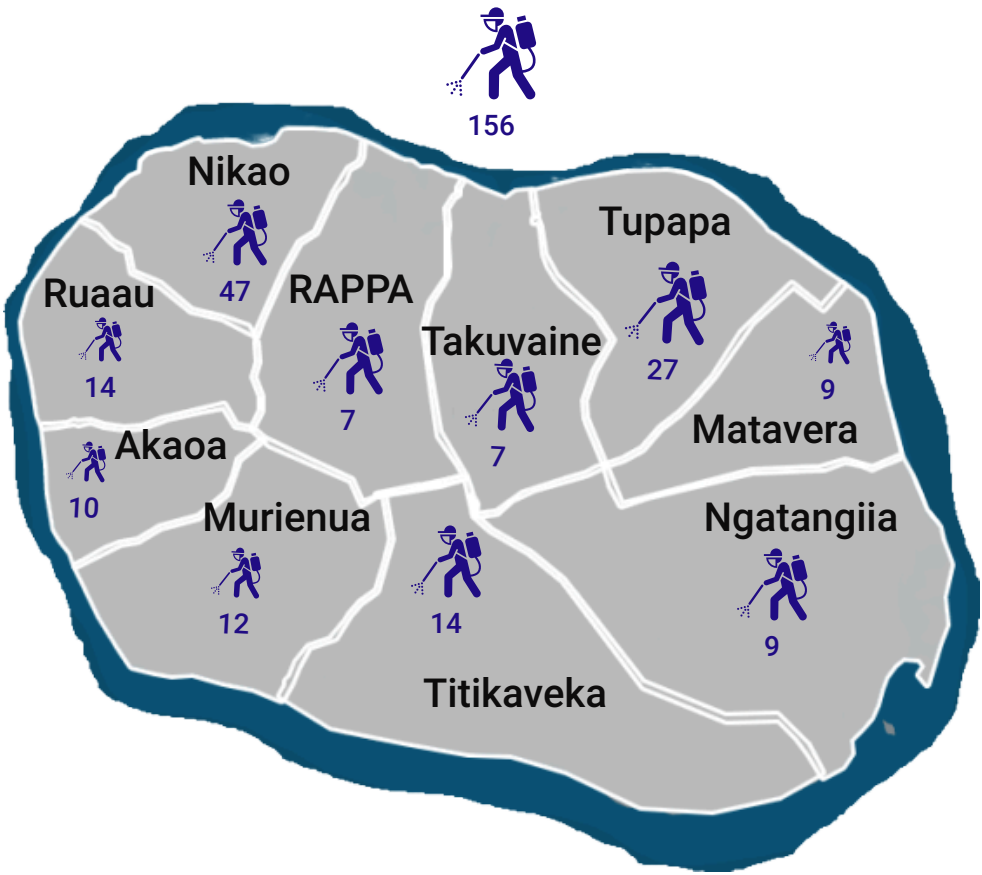 156
Nikao
47
Tupapa
27
Ruaau
14
RAPPA
7
Takuvaine
7
9
Matavera
Akaoa
10
Murienua
12
14
Titikaveka
Ngatangiia
9